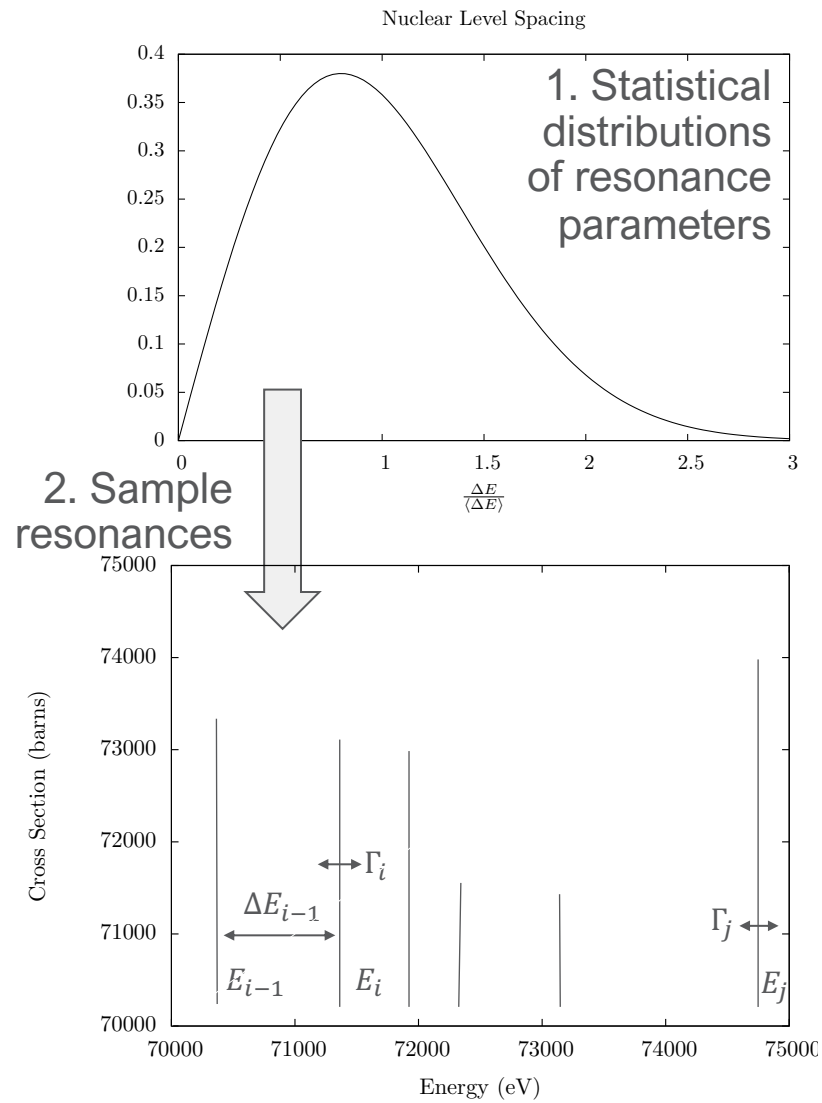 Nuclear Level Spacing
0.4
0.35
0.3
0.25
0.2
0.15
0.1
0.05
0
1. Statistical
distributions
of resonance
parameters
0 1 1.5 2 2.5 3
ΔE
⟨ΔE⟩
2. Sample
resonances
75000
74000
73000
72000
71000
70000
Cross Section (barns)
Γi
ΔEi−1
Γj
Ei−1 Ei Ej
70000 71000 72000 73000 74000 75000
Energy (eV)